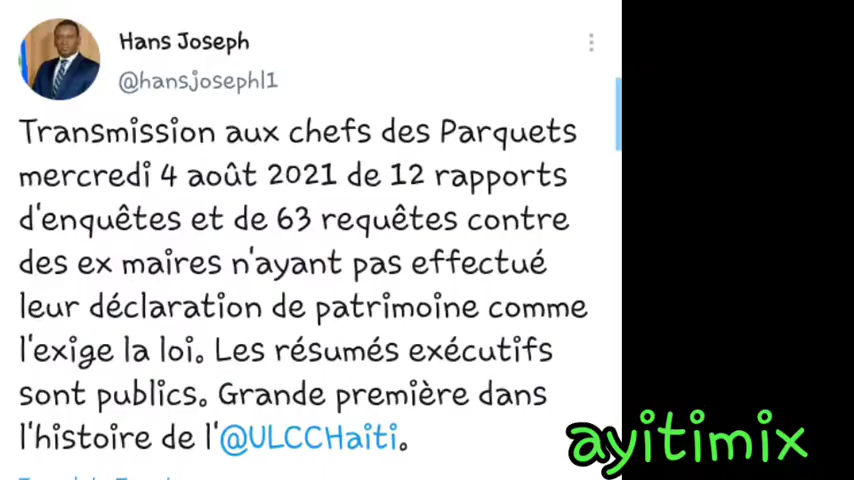 Hans Joseph
@hansjosephl1
Transmission aux chefs des Parquets
mercredi 4 août 2021 de 12 rapports
d'enquêtes et de 63 requêtes contre
des ex maires n'ayant pas effectué
leur déclaration de patrimoine comme
l'exige la loi. Les résumés exécutifs
sont publics. Grande première dans
l'histoire de l'@ULCCHaiti.
ayitimix